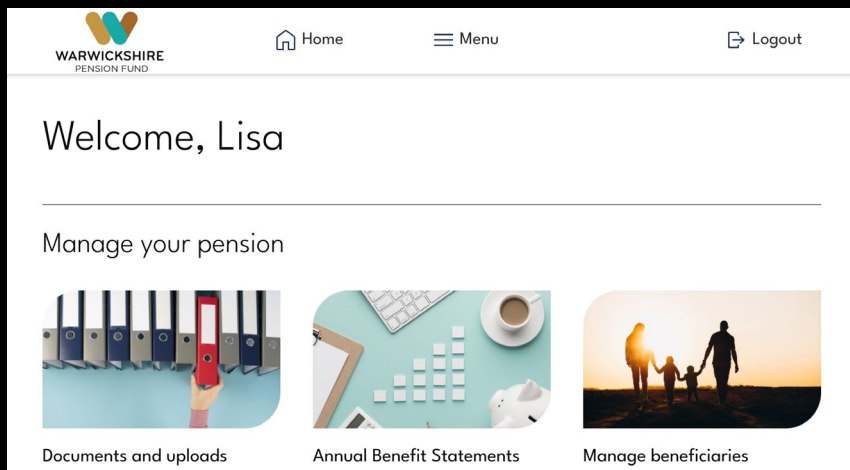 WARWICKSHIRE
PENSION FUND
Home
Menu
Logout
Welcome, Lisa
Manage your pension
Documents and uploads
Annual Benefit Statements
Manage beneficiaries